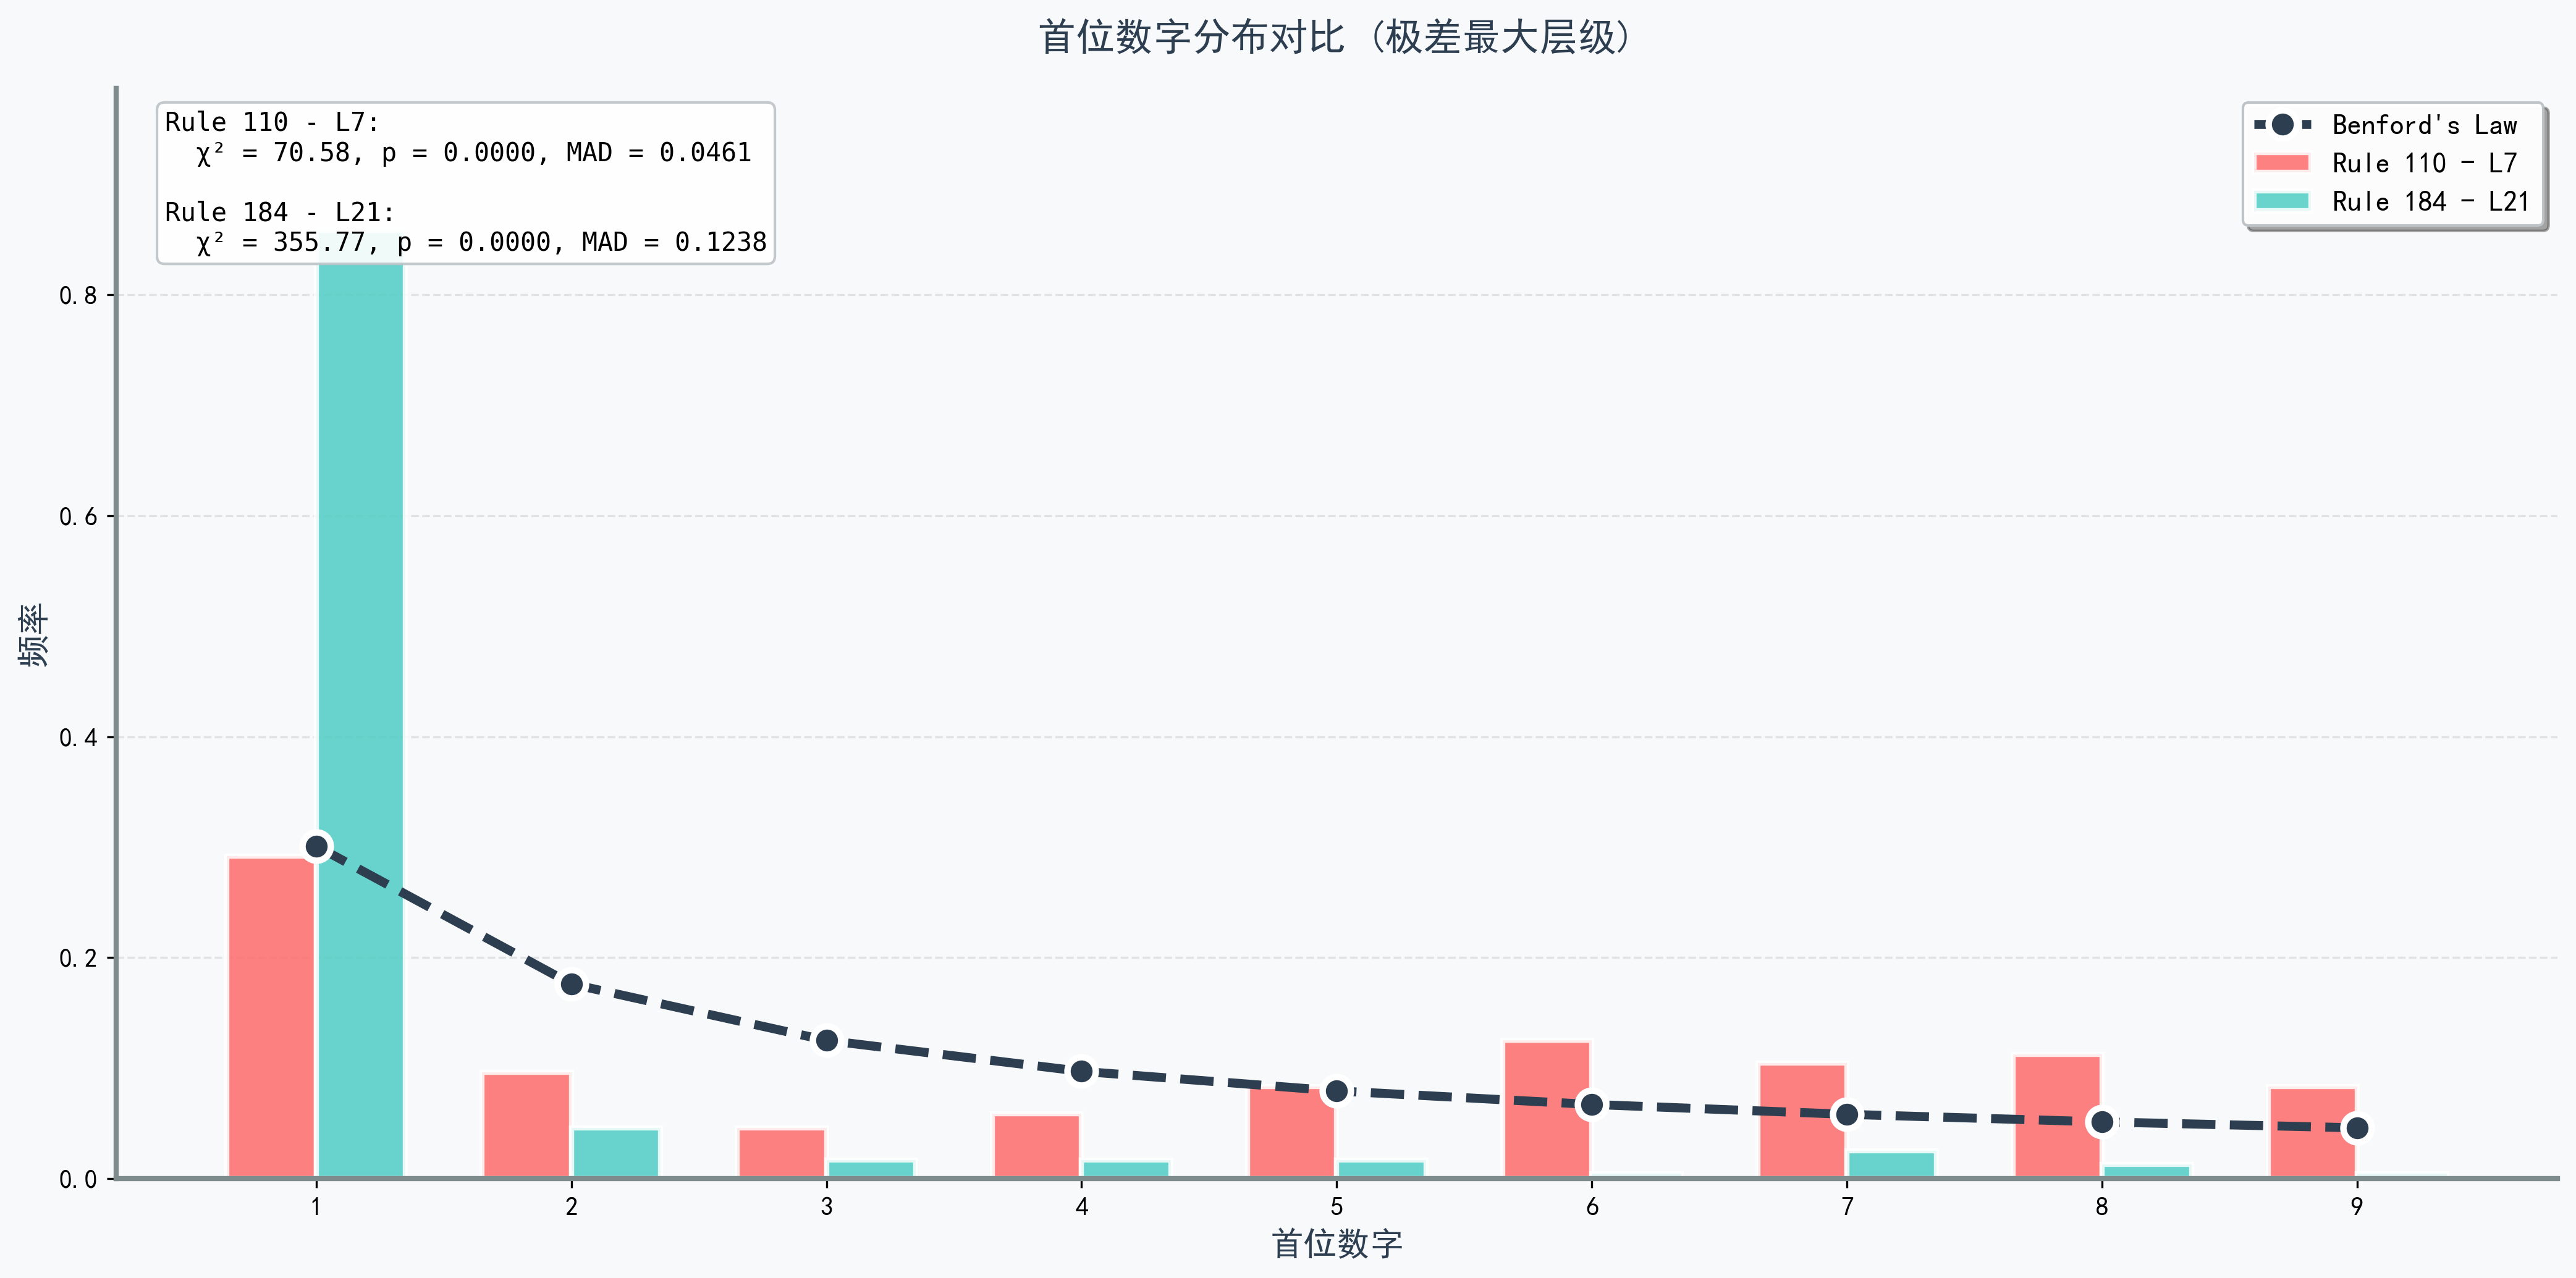 首位数字分布对比 (极差最大层级)
Rule 110 - L7:
χ² = 70.58, p = 0.0000, MAD = 0.0461
Rule 184 - L21:
χ² = 355.77, p = 0.0000, MAD = 0.1238
Benford's Law
Rule 110 - L7
Rule 184 - L21
频率
0.8
0.6
0.4
0.2
0.0
1 2 3 4 5 6 7 8 9
首位数字